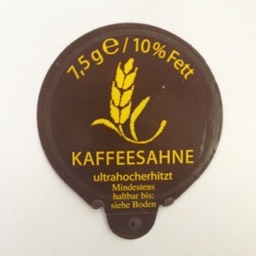 7,5 g ℮ / 10% Fett
KAFFEESAHNE
ultrahocherhitzt
Mindestens
haltbar bis:
siehe Boden